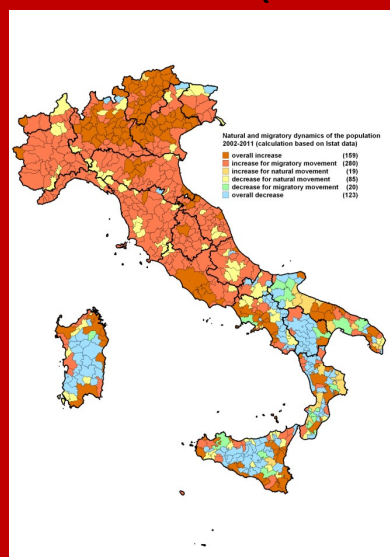 Natural and migratory dynamics of the population
2002-2011 (calculation based on Istat data)
overall increase (159)
increase for migratory movement (280)
increase for natural movement (19)
decrease for natural movement (85)
decrease for migratory movement (20)
overall decrease (123)